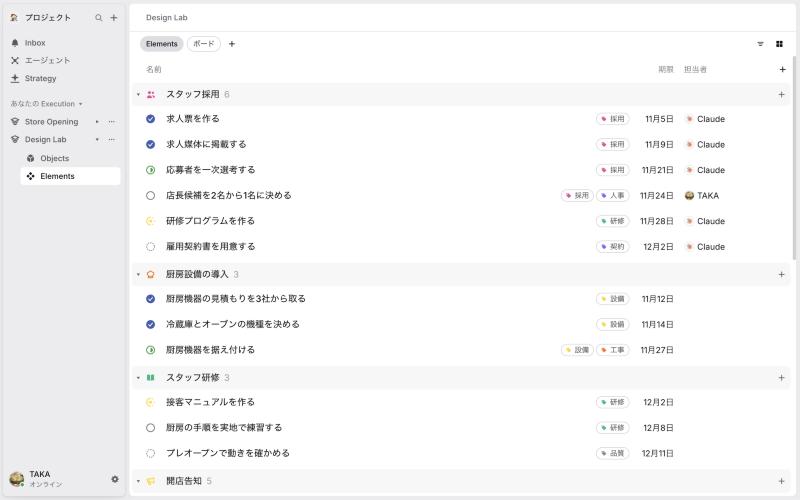 プロジェクト
Inbox
エージェント
Strategy
あなたの Execution
Store Opening
Design Lab
Objects
Elements
TAKA
オンライン
Design Lab
Elements ボード
名前 期限 担当者
スタッフ採用 6
求人票を作る 採用 11月5日 Claude
求人媒体に掲載する 採用 11月9日 Claude
応募者を一次選考する 採用 11月21日 Claude
店長候補を2名から1名に決める 採用 人事 11月24日 TAKA
研修プログラムを作る 研修 11月28日 Claude
雇用契約書を用意する 契約 12月2日 Claude
厨房設備の導入 3
厨房機器の見積もりを3社から取る 設備 11月12日
冷蔵庫とオーブンの機種を決める 設備 11月14日
厨房機器を据え付ける 設備 工事 11月27日
スタッフ研修 3
接客マニュアルを作る 研修 12月2日
厨房の手順を実地で練習する 研修 12月8日
プレオープンで動きを確かめる 品質 12月11日
開店告知 5